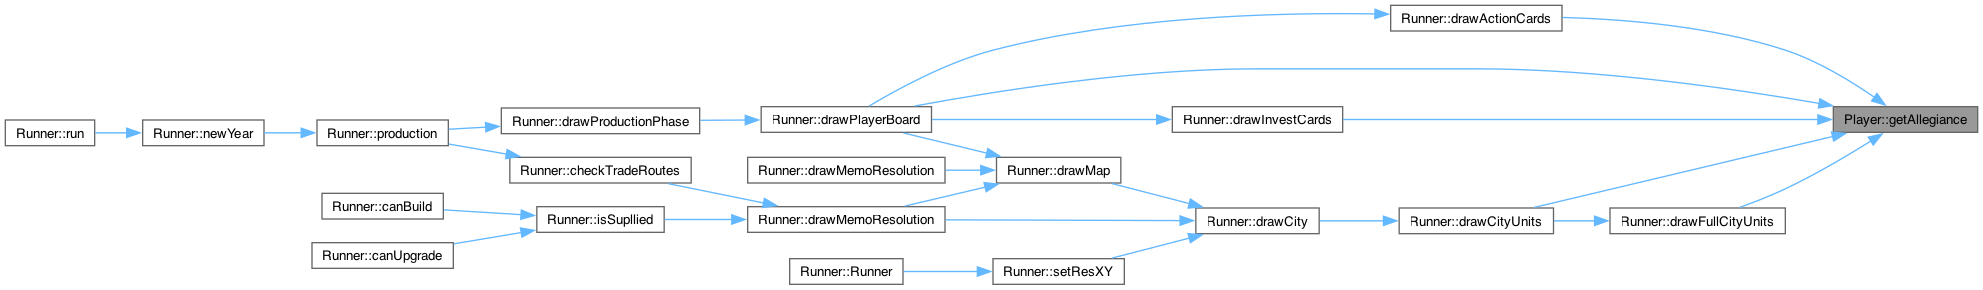 Runner::drawActionCards
Runner::run
Runner::newYear
Runner::production
Runner::drawProductionPhase
Runner::drawPlayerBoard
Runner::drawInvestCards
Player::getAllegiance
Runner::checkTradeRoutes
Runner::drawMemoResolution
Runner::drawMap
Runner::canBuild
Runner::isSupllied
Runner::drawMemoResolution
Runner::drawCity
Runner::drawCityUnits
Runner::drawFullCityUnits
Runner::canUpgrade
Runner::Runner
Runner::setResXY